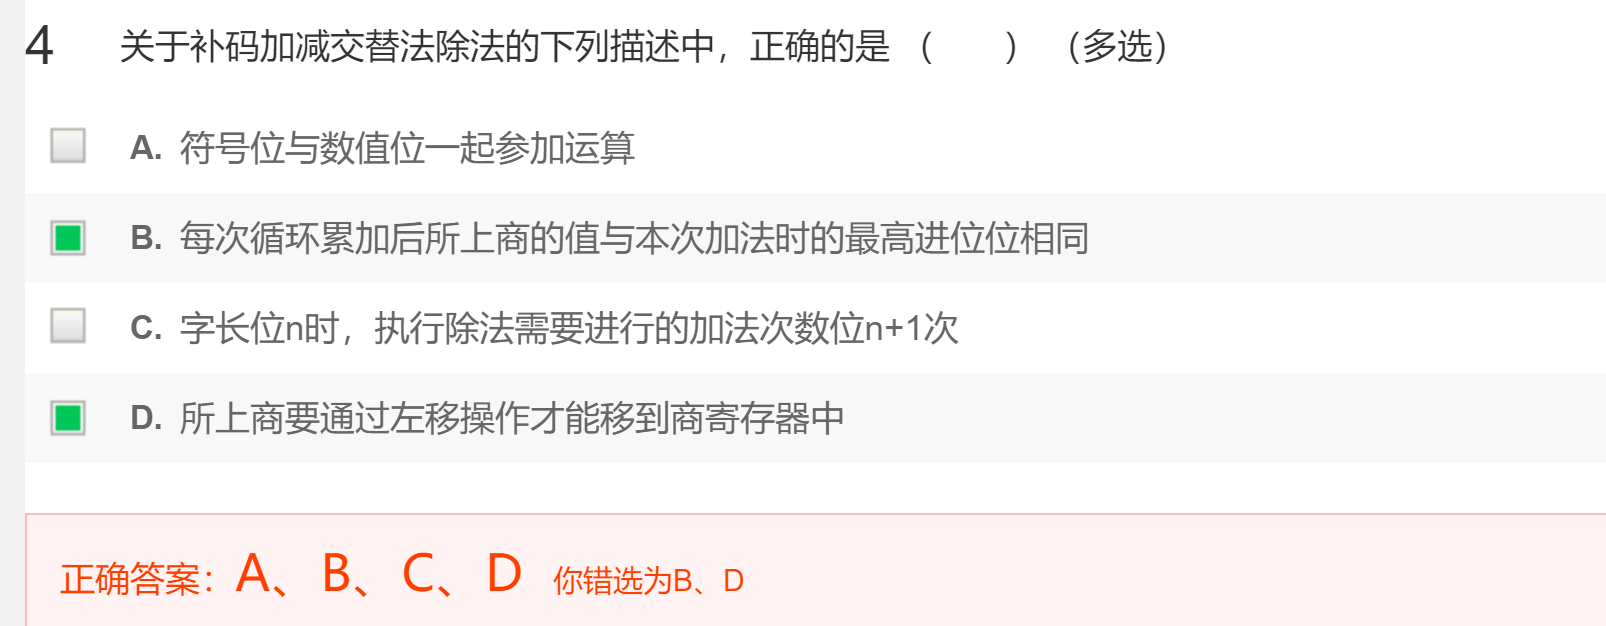 4 关于补码加减交替法除法的下列描述中，正确的是 （ ） （多选）
A. 符号位与数值位一起参加运算
B. 每次循环累加后所上商的值与本次加法时的最高进位位相同
C. 字长位n时，执行除法需要进行的加法次数位n+1次
D. 所上商要通过左移操作才能移到商寄存器中
正确答案：A、B、C、D 你错选为B、D